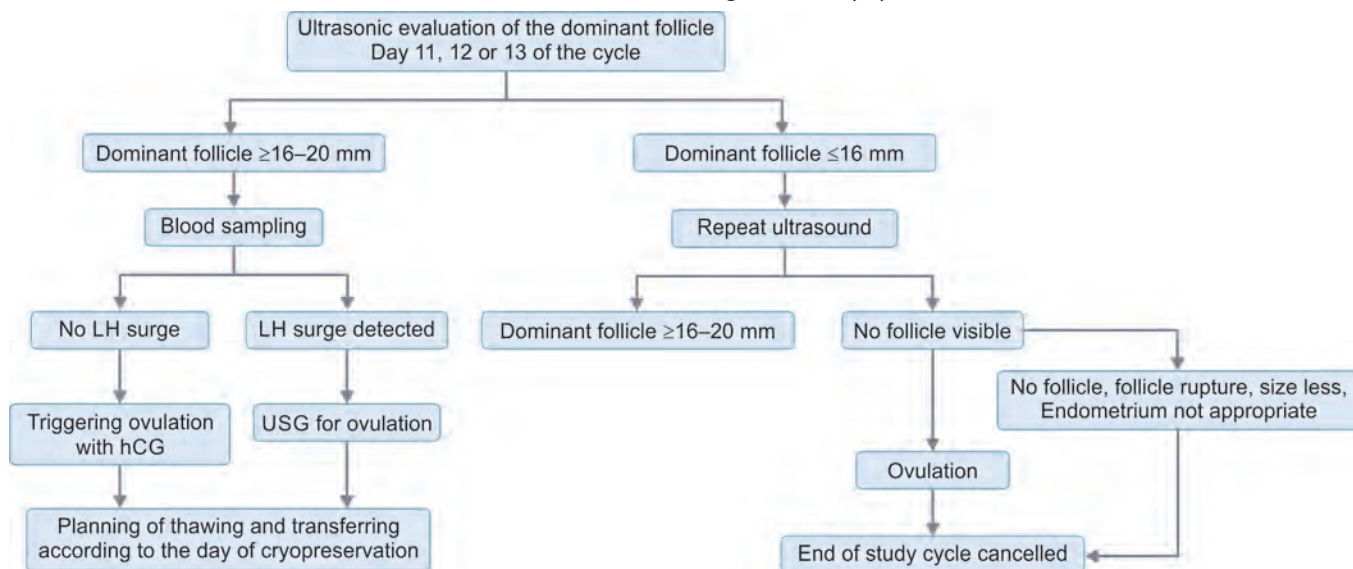 Ultrasonic evaluation of the dominant follicle
Day 11, 12 or 13 of the cycle
Dominant follicle ≥16–20 mm
Dominant follicle ≤16 mm
Blood sampling
Repeat ultrasound
No LH surge
LH surge detected
Dominant follicle ≥16–20 mm
No follicle visible
No follicle, follicle rupture, size less,
Endometrium not appropriate
Triggering ovulation
with hCG
USG for ovulation
Ovulation
Planning of thawing and transferring
according to the day of cryopreservation
End of study cycle cancelled